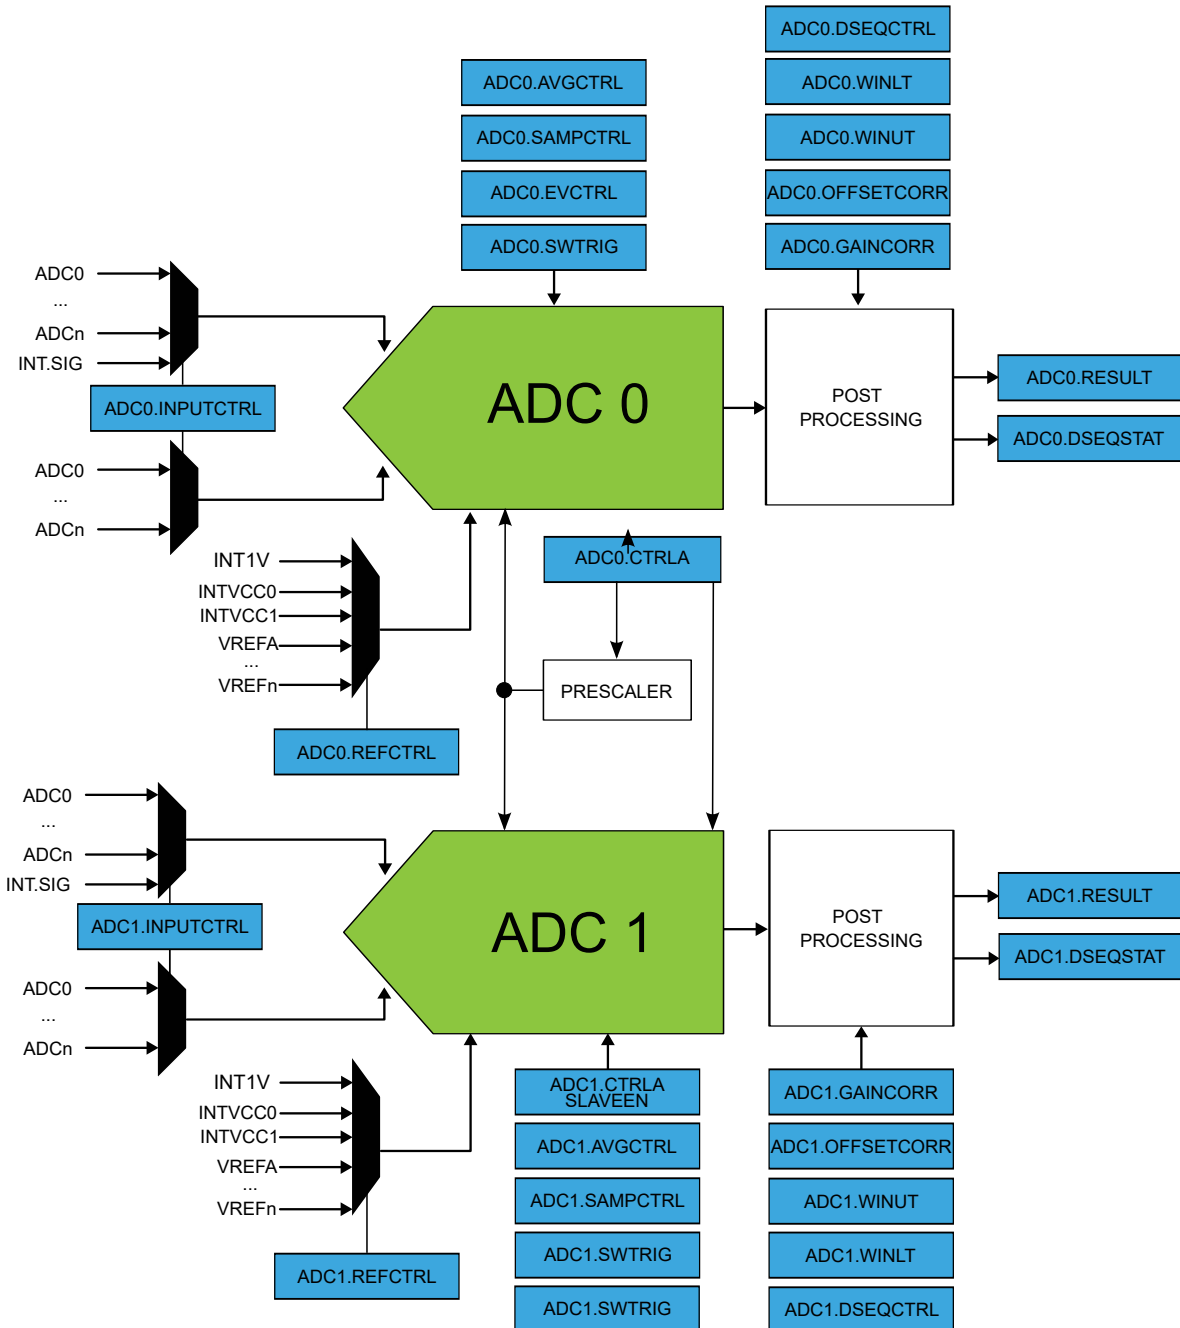 ADC0.DSEQCTRL
ADC0.AVGCTRL
ADC0.WINLT
ADC0.SAMPCTRL
ADC0.WINUT
ADC0.EVCTRL
ADC0.OFFSETCORR
ADC0.SWTRIG
ADC0.GAINCORR
ADC0
...
ADCn
INT.SIG
ADC0.INPUTCTRL
ADC0
...
ADCn
ADC 0
POST
PROCESSING
ADC0.RESULT
ADC0.DSEQSTAT
INT1V
INTVCC0
INTVCC1
VREFA
...
VREFn
ADC0.CTRLA
PRESCALER
ADC0.REFCTRL
ADC0
...
ADCn
INT.SIG
ADC1.INPUTCTRL
ADC0
...
ADCn
ADC 1
POST
PROCESSING
ADC1.RESULT
ADC1.DSEQSTAT
INT1V
INTVCC0
INTVCC1
VREFA
...
VREFn
ADC1.REFCTRL
ADC1.CTRLA
SLAVEEN
ADC1.AVGCTRL
ADC1.SAMPCTRL
ADC1.SWTRIG
ADC1.SWTRIG
ADC1.GAINCORR
ADC1.OFFSETCORR
ADC1.WINUT
ADC1.WINLT
ADC1.DSEQCTRL